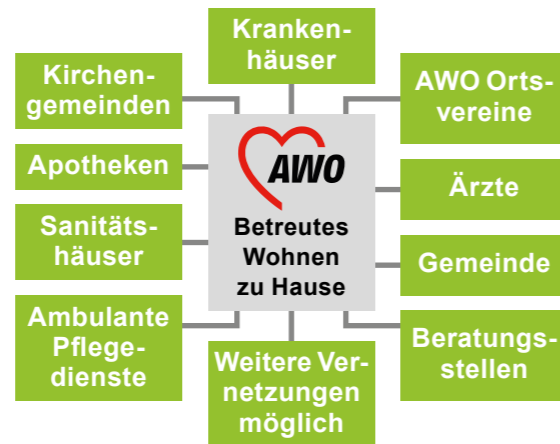 Kranken-
häuser
Kirchen-
gemeinden
AWO Orts-
vereine
Apotheken
Ärzte
Sanitäts-
häuser
Gemeinde
Ambulante
Pflege-
dienste
Beratungs-
stellen
Weitere Ver-
netzungen
möglich
AWO
Betreutes
Wohnen
zu Hause